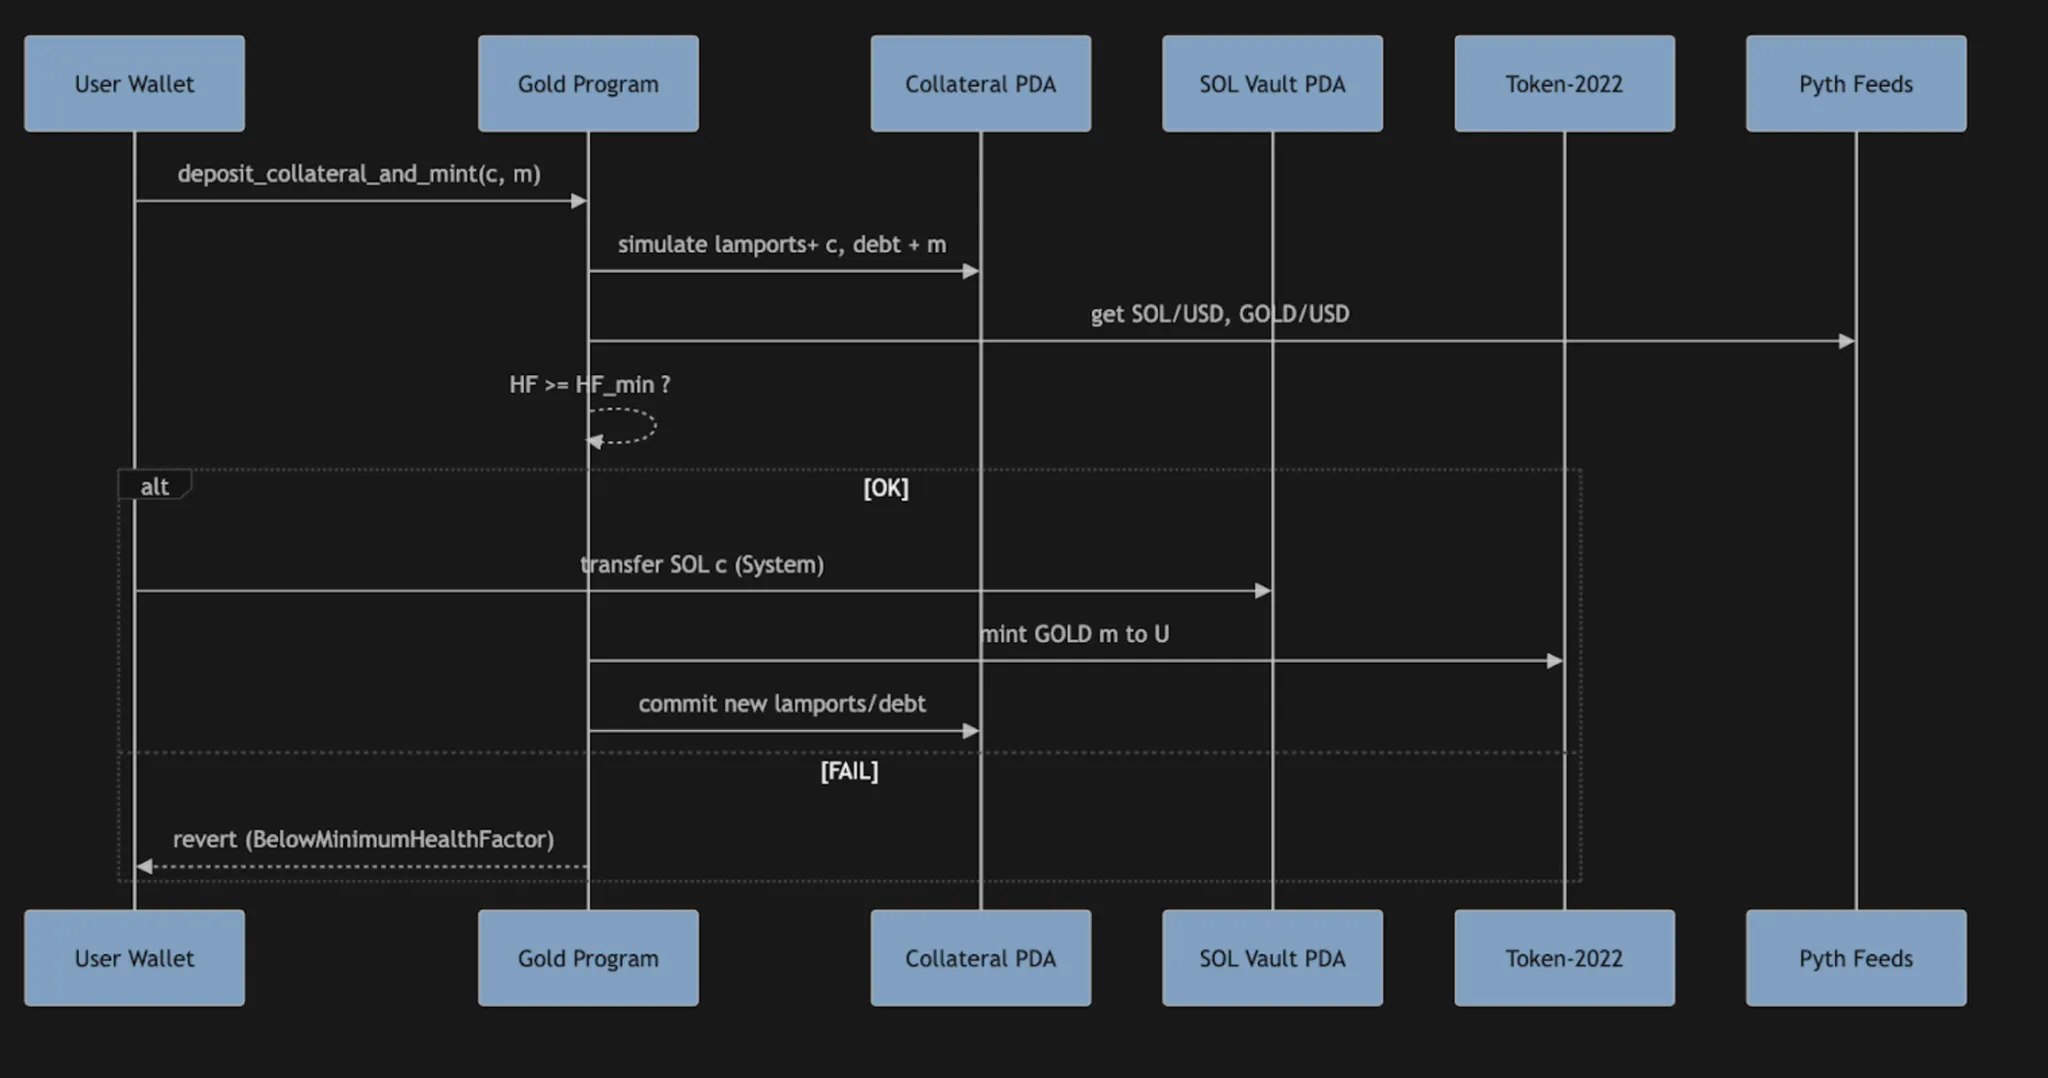 User Wallet
Gold Program
Collateral PDA
SOL Vault PDA
Token-2022
Pyth Feeds
deposit_collateral_and_mint(c, m)
simulate lamports+ c, debt + m
get SOL/USD, GOLD/USD
HF >= HF_min ?
alt
[OK]
transfer SOL c (System)
mint GOLD m to U
commit new lamports/debt
[FAIL]
revert (BelowMinimumHealthFactor)
User Wallet
Gold Program
Collateral PDA
SOL Vault PDA
Token-2022
Pyth Feeds